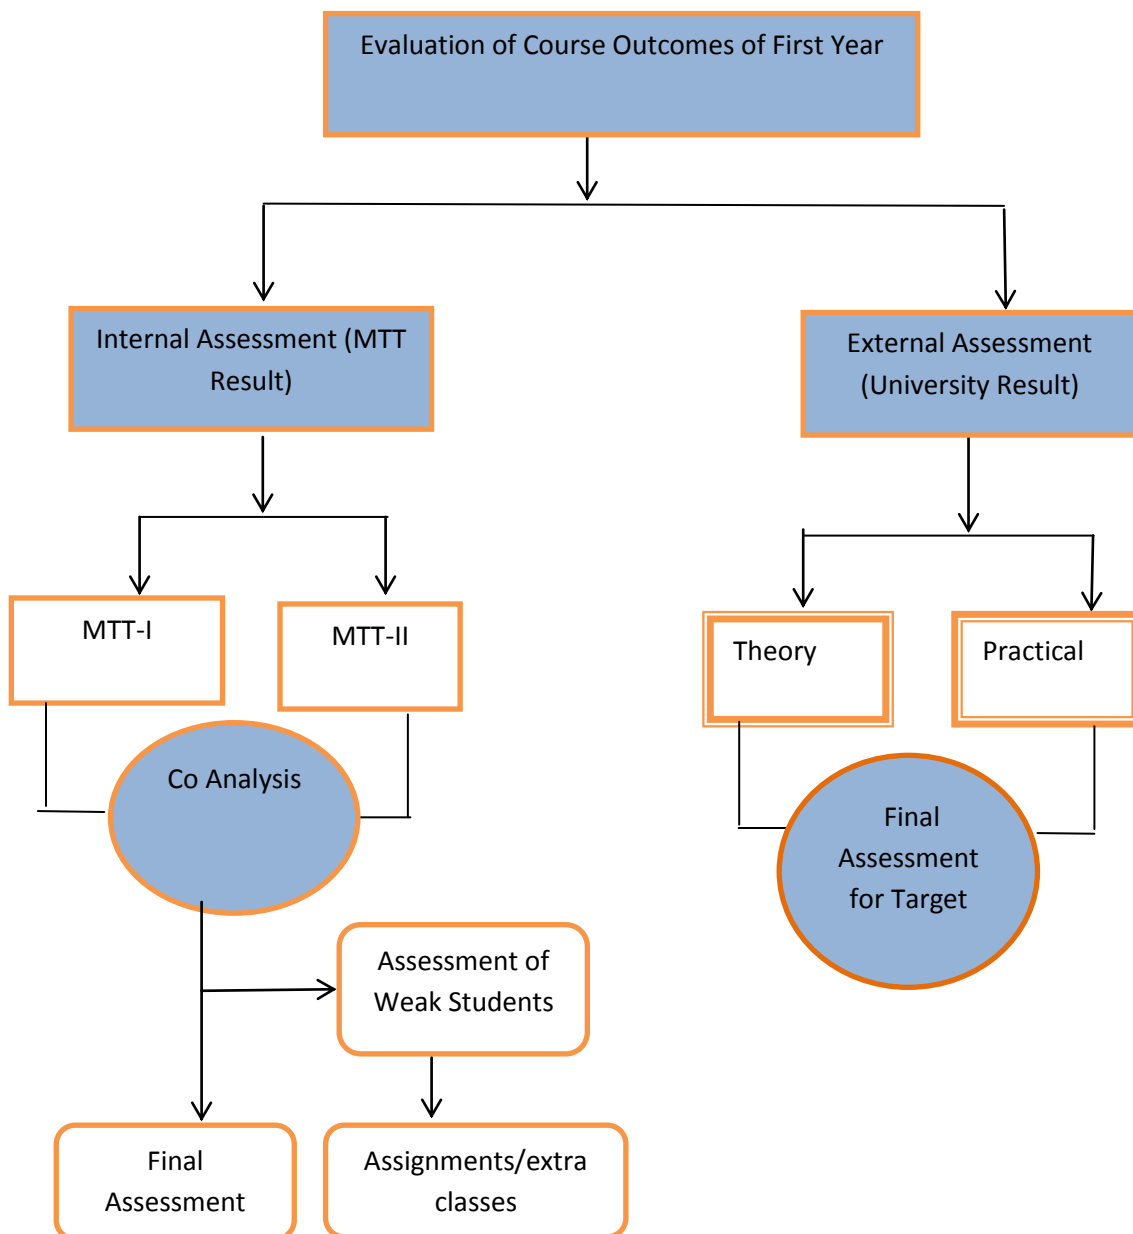 Evaluation of Course Outcomes of First Year
Internal Assessment (MTT
Result)
External Assessment
(University Result)
MTT-I
MTT-II
Theory
Practical
Co Analysis
Final
Assessment
for Target
Assessment of
Weak Students
Final
Assessment
Assignments/extra
classes